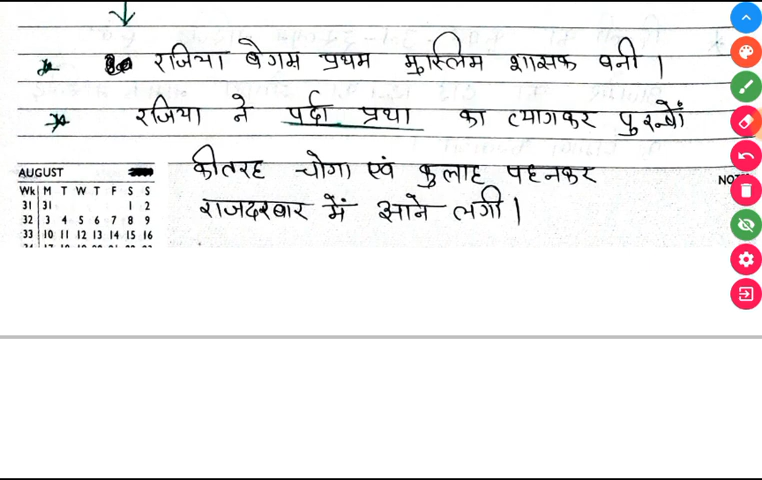 रजिया बेगम प्रथम मुस्लिम शासक बनी।
रजिया ने पर्दा प्रथा का त्यागकर पुरुषों
की तरह चोगा एवं कुलाह पहनकर
राजदरबार में आने लगी।
AUGUST
Wk M T W T F S S
31 31 1 2
32 3 4 5 6 7 8 9
33 10 11 12 13 14 15 16